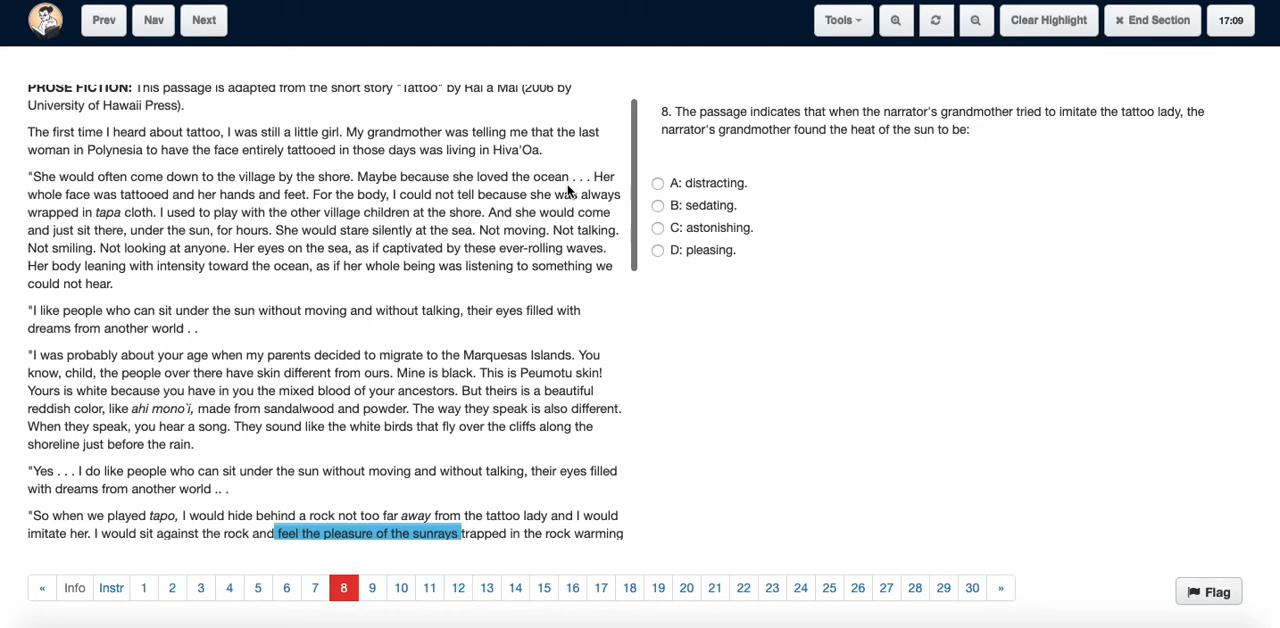 Prev Nav Next Tools Clear Highlight ✖ End Section 17:09
PROSE FICTION: This passage is adapted from the short story "Tattoo" by Rai a Mai (2006 by
University of Hawaii Press).
The first time I heard about tattoo, I was still a little girl. My grandmother was telling me that the last
woman in Polynesia to have the face entirely tattooed in those days was living in Hiva'Oa.
"She would often come down to the village by the shore. Maybe because she loved the ocean . . . Her
whole face was tattooed and her hands and feet. For the body, I could not tell because she was always
wrapped in tapa cloth. I used to play with the other village children at the shore. And she would come
and just sit there, under the sun, for hours. She would stare silently at the sea. Not moving. Not talking.
Not smiling. Not looking at anyone. Her eyes on the sea, as if captivated by these ever-rolling waves.
Her body leaning with intensity toward the ocean, as if her whole being was listening to something we
could not hear.
"I like people who can sit under the sun without moving and without talking, their eyes filled with
dreams from another world . .
"I was probably about your age when my parents decided to migrate to the Marquesas Islands. You
know, child, the people over there have skin different from ours. Mine is black. This is Peumotu skin!
Yours is white because you have in you the mixed blood of your ancestors. But theirs is a beautiful
reddish color, like ahi mono`i, made from sandalwood and powder. The way they speak is also different.
When they speak, you hear a song. They sound like the white birds that fly over the cliffs along the
shoreline just before the rain.
"Yes . . . I do like people who can sit under the sun without moving and without talking, their eyes filled
with dreams from another world .. .
"So when we played tapo, I would hide behind a rock not too far away from the tattoo lady and I would
imitate her. I would sit against the rock and feel the pleasure of the sunrays trapped in the rock warming
8. The passage indicates that when the narrator's grandmother tried to imitate the tattoo lady, the
narrator's grandmother found the heat of the sun to be:
A: distracting.
B: sedating.
C: astonishing.
D: pleasing.
« Info Instr 1 2 3 4 5 6 7 8 9 10 11 12 13 14 15 16 17 18 19 20 21 22 23 24 25 26 27 28 29 30 »
Flag